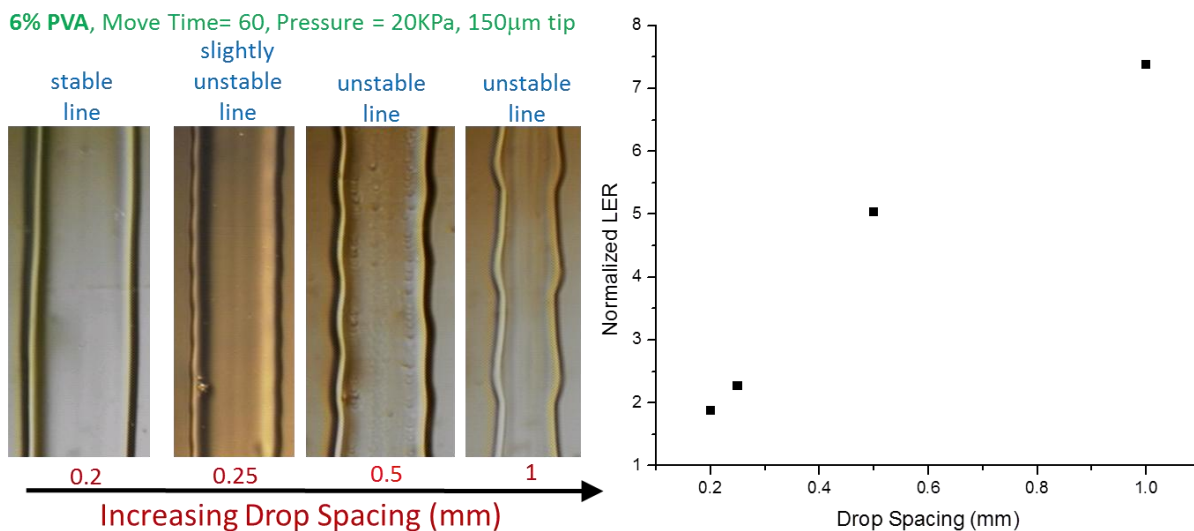 6% PVA, Move Time= 60, Pressure = 20KPa, 150μm tip
stable
line
slightly
unstable
line
unstable
line
unstable
line
0.2
0.25
0.5
1
Increasing Drop Spacing (mm)
8
7
6
5
4
3
2
1
Normalized LER
0.2
0.4
0.6
0.8
1.0
Drop Spacing (mm)